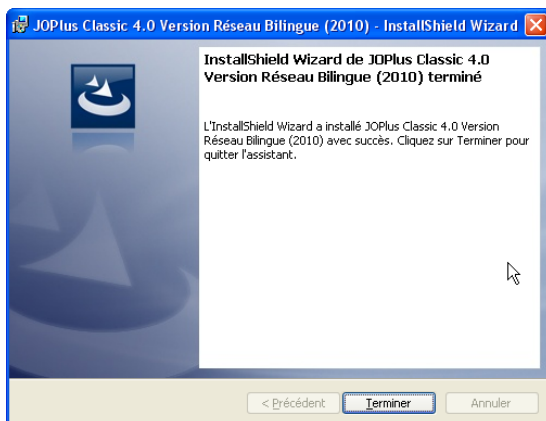 JOPlus Classic 4.0 Version Réseau Bilingue (2010) - InstallShield Wizard
InstallShield Wizard de JOPlus Classic 4.0
Version Réseau Bilingue (2010) terminé
L'InstallShield Wizard a installé JOPlus Classic 4.0 Version
Réseau Bilingue (2010) avec succès. Cliquez sur Terminer pour
quitter l'assistant.
< Précédent
Terminer
Annuler